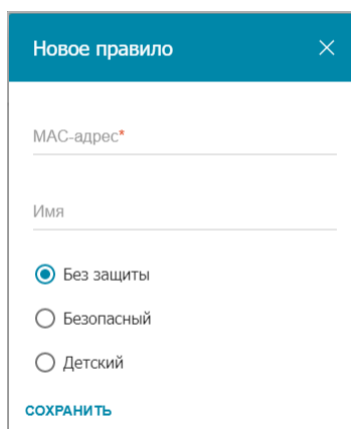 Новое правило
MAC-адрес*
Имя
Без защиты
Безопасный
Детский
СОХРАНИТЬ